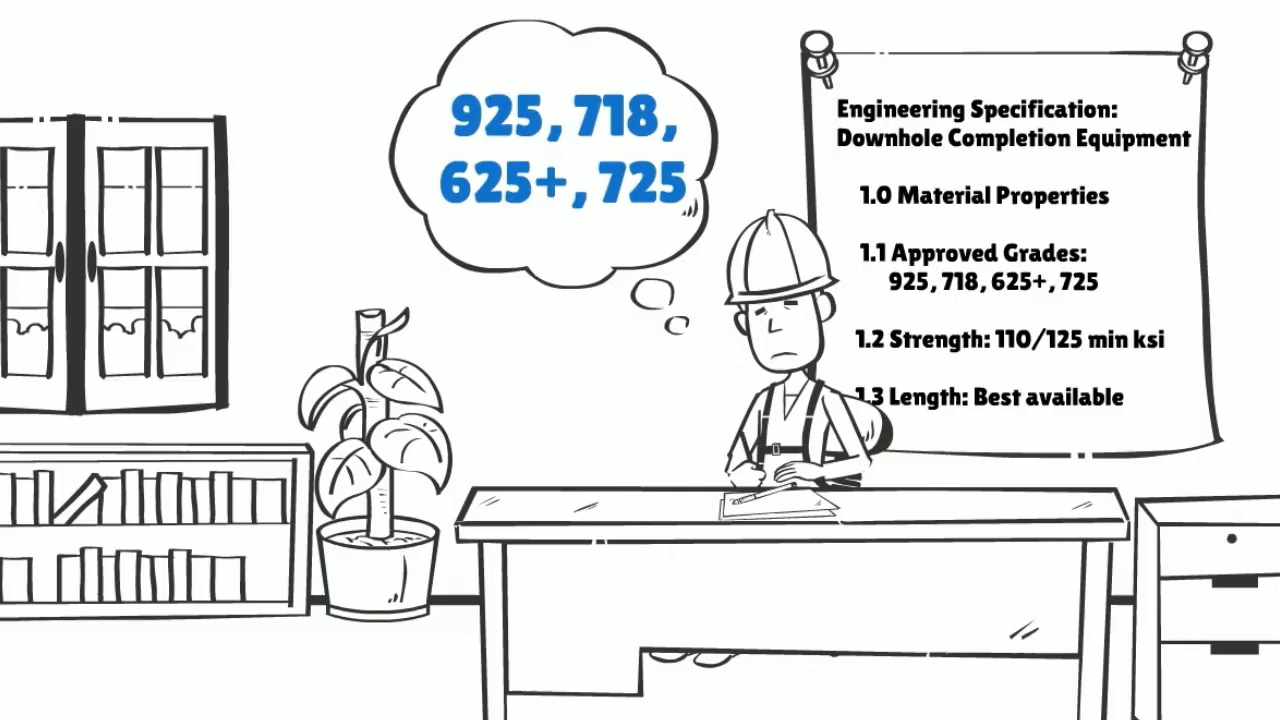 925, 718,
625+, 725
Engineering Specification:
Downhole Completion Equipment
1.0 Material Properties
1.1 Approved Grades:
925, 718, 625+, 725
1.2 Strength: 110/125 min ksi
1.3 Length: Best available